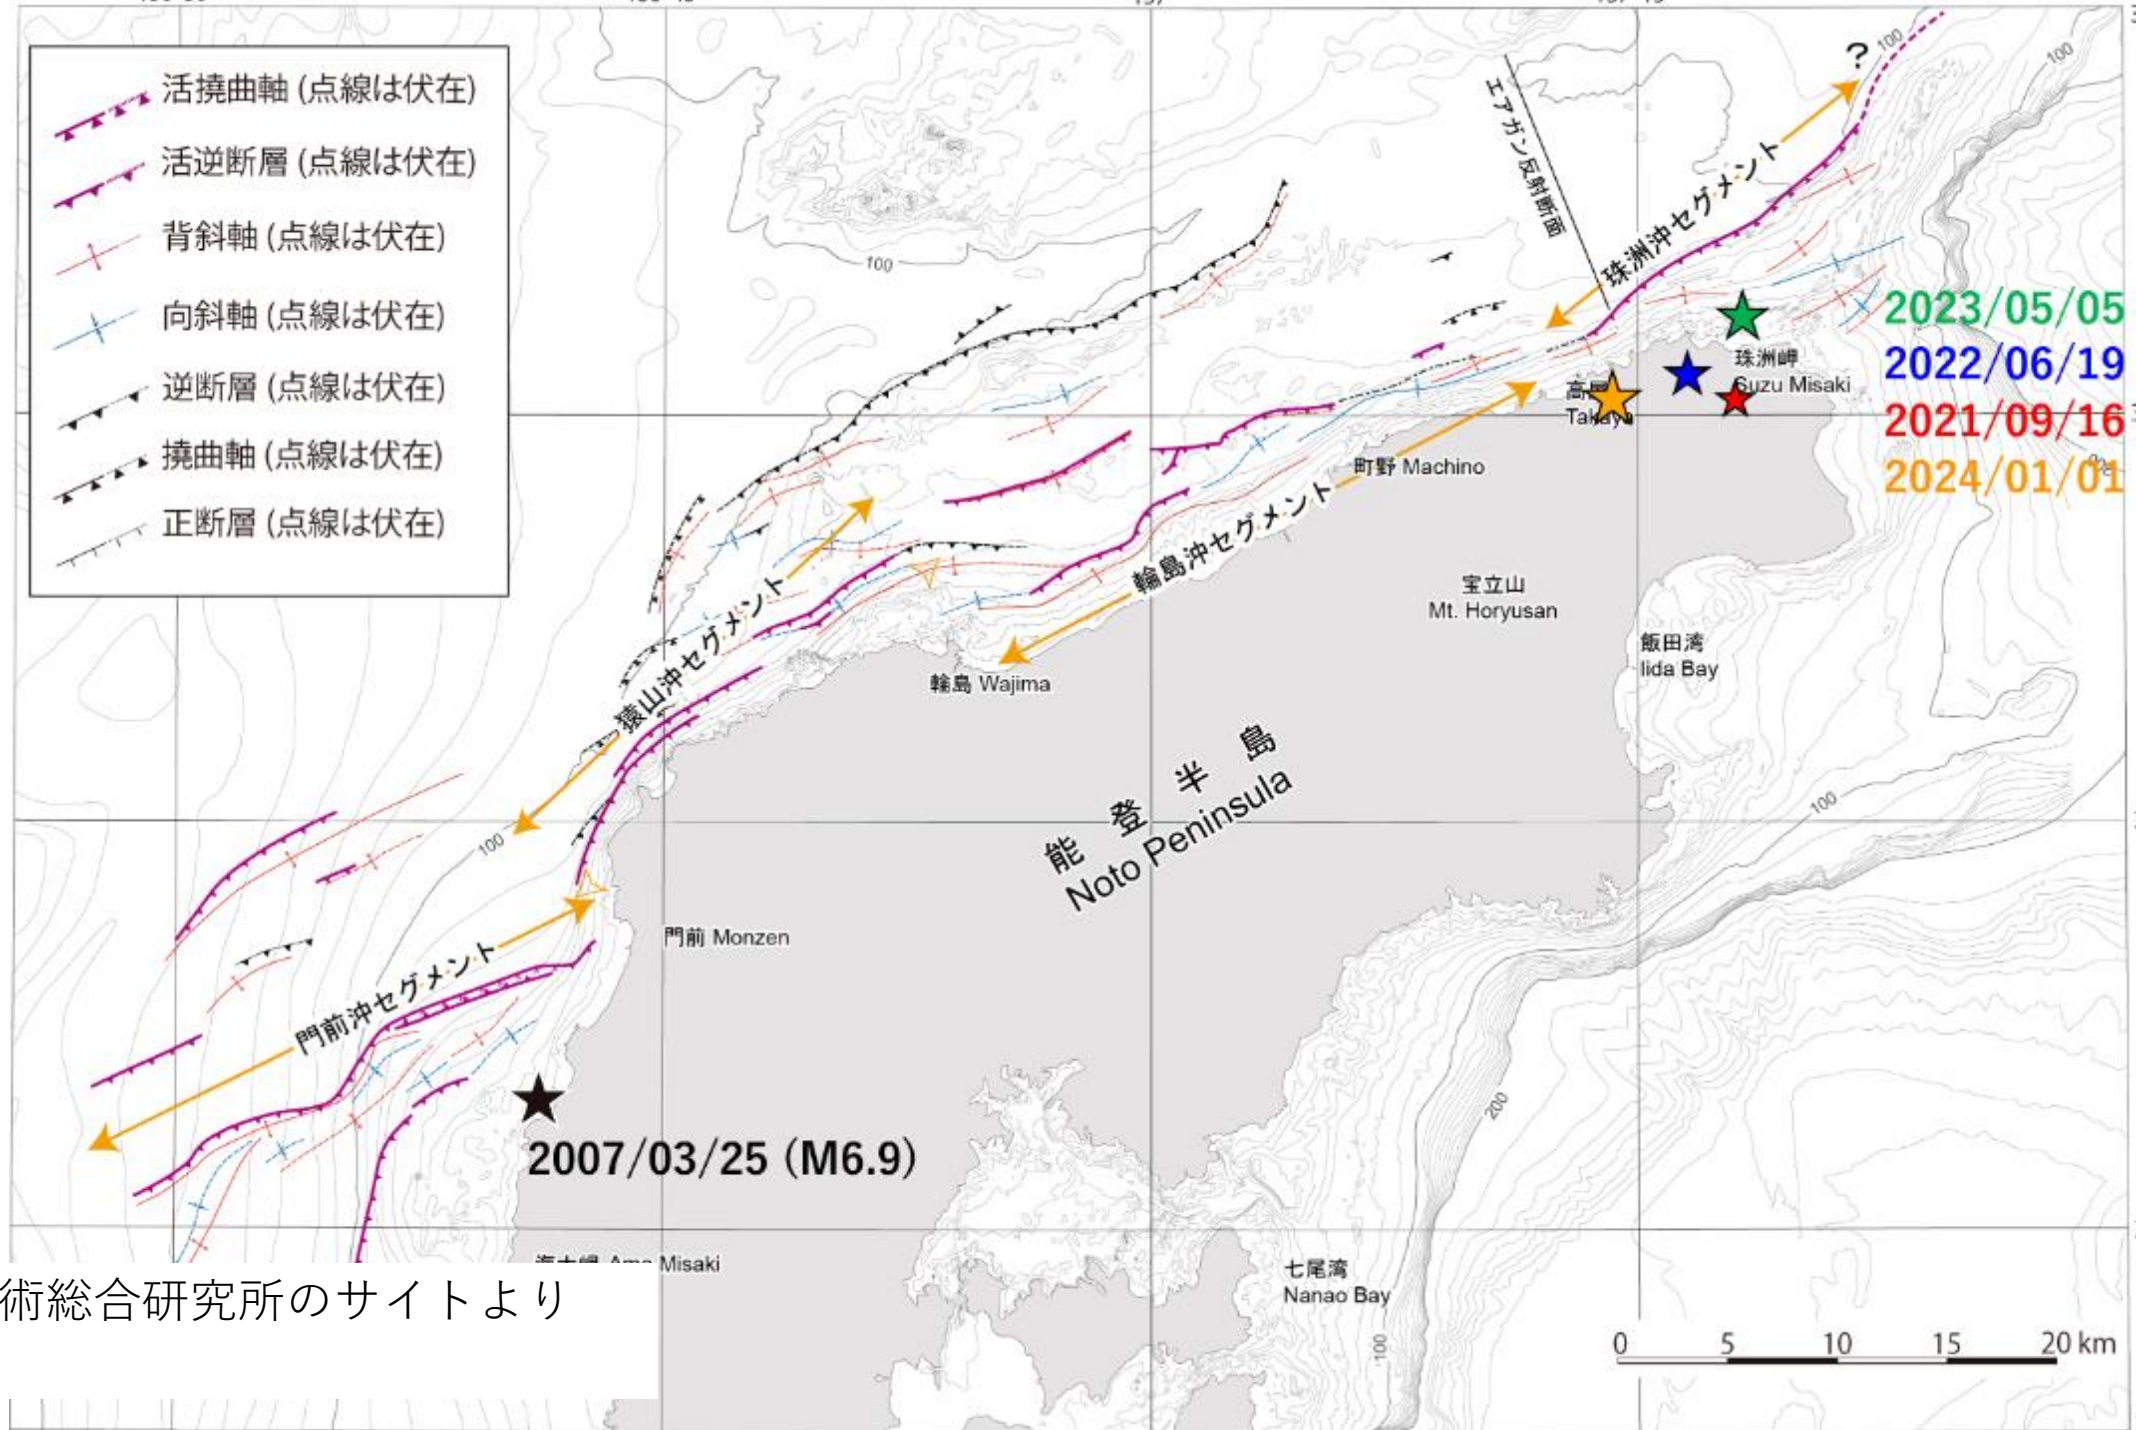 活撓曲軸 (点線は伏在)
活逆断層 (点線は伏在)
背斜軸 (点線は伏在)
向斜軸 (点線は伏在)
逆断層 (点線は伏在)
撓曲軸 (点線は伏在)
正断層 (点線は伏在)
?
100
100
エアガン反射断面
珠洲沖セグメント
100
2023/05/05
2022/06/19
2021/09/16
2024/01/01
珠洲岬
Suzu Misaki
町野 Machino
輪島沖セグメント
宝立山
Mt. Horyusan
飯田湾
Iida Bay
猿山沖セグメント
輪島 Wajima
能登半島
Noto Peninsula
100
100
門前 Monzen
門前沖セグメント
200
2007/03/25 (M6.9)
Ama Misaki
七尾湾
Nanao Bay
100
術総合研究所のサイトより
0 5 10 15 20 km